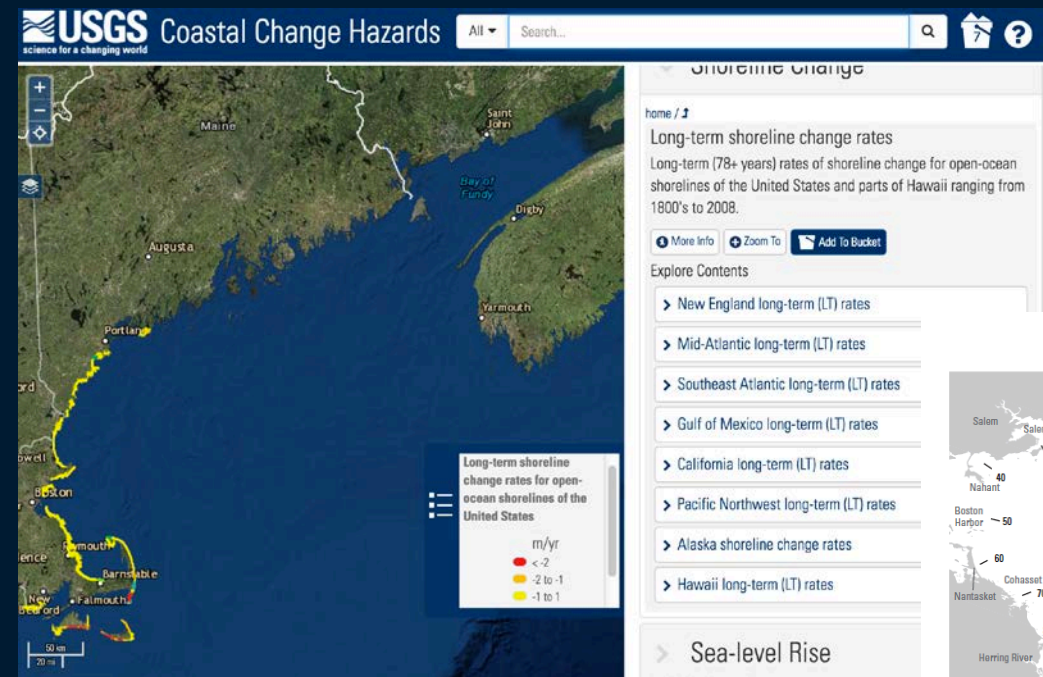 USGS
science for a changing world
Coastal Change Hazards
All
Search...
7
?
+
−
Maine
Saint
John
Bay of
Fundy
Digby
Augusta
Yarmouth
Portlan
ord
owell
Boston
ence
Plymouth
Barnstable
New
Bedford
Falmouth
50 km
20 mi
Long-term shoreline
change rates for open-
ocean shorelines of the
United States
m/yr
< -2
-2 to -1
-1 to 1
Shoreline Change
home /
Long-term shoreline change rates
Long-term (78+ years) rates of shoreline change for open-ocean
shorelines of the United States and parts of Hawaii ranging from
1800's to 2008.
More Info
Zoom To
Add To Bucket
Explore Contents
New England long-term (LT) rates
Mid-Atlantic long-term (LT) rates
Southeast Atlantic long-term (LT) rates
Gulf of Mexico long-term (LT) rates
California long-term (LT) rates
Pacific Northwest long-term (LT) rates
Alaska shoreline change rates
Hawaii long-term (LT) rates
Sea-level Rise
Salem
Sale
40
Nahant
Boston
Harbor
50
60
Cohasset
Nantasket
70
Herring River